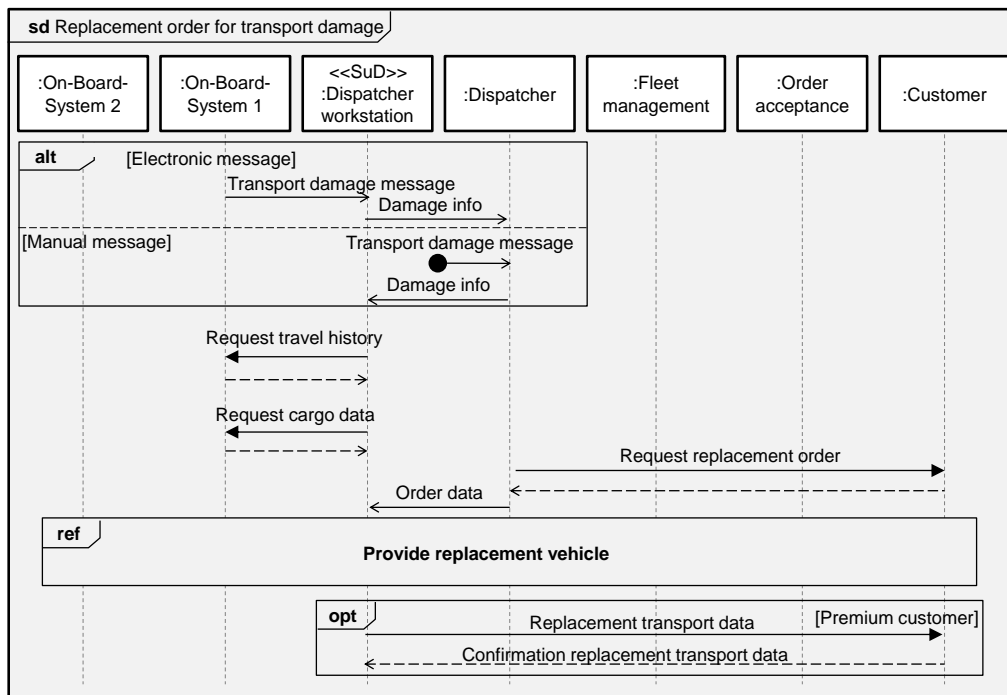 sd Replacement order for transport damage
:On-Board-
System 2
:On-Board-
System 1
<<SuD>>
:Dispatcher
workstation
:Dispatcher
:Fleet
management
:Order
acceptance
:Customer
alt
[Electronic message]
Transport damage message
Damage info
[Manual message]
Transport damage message
Damage info
Request travel history
Request cargo data
Request replacement order
Order data
ref
Provide replacement vehicle
opt
Replacement transport data
[Premium customer]
Confirmation replacement transport data